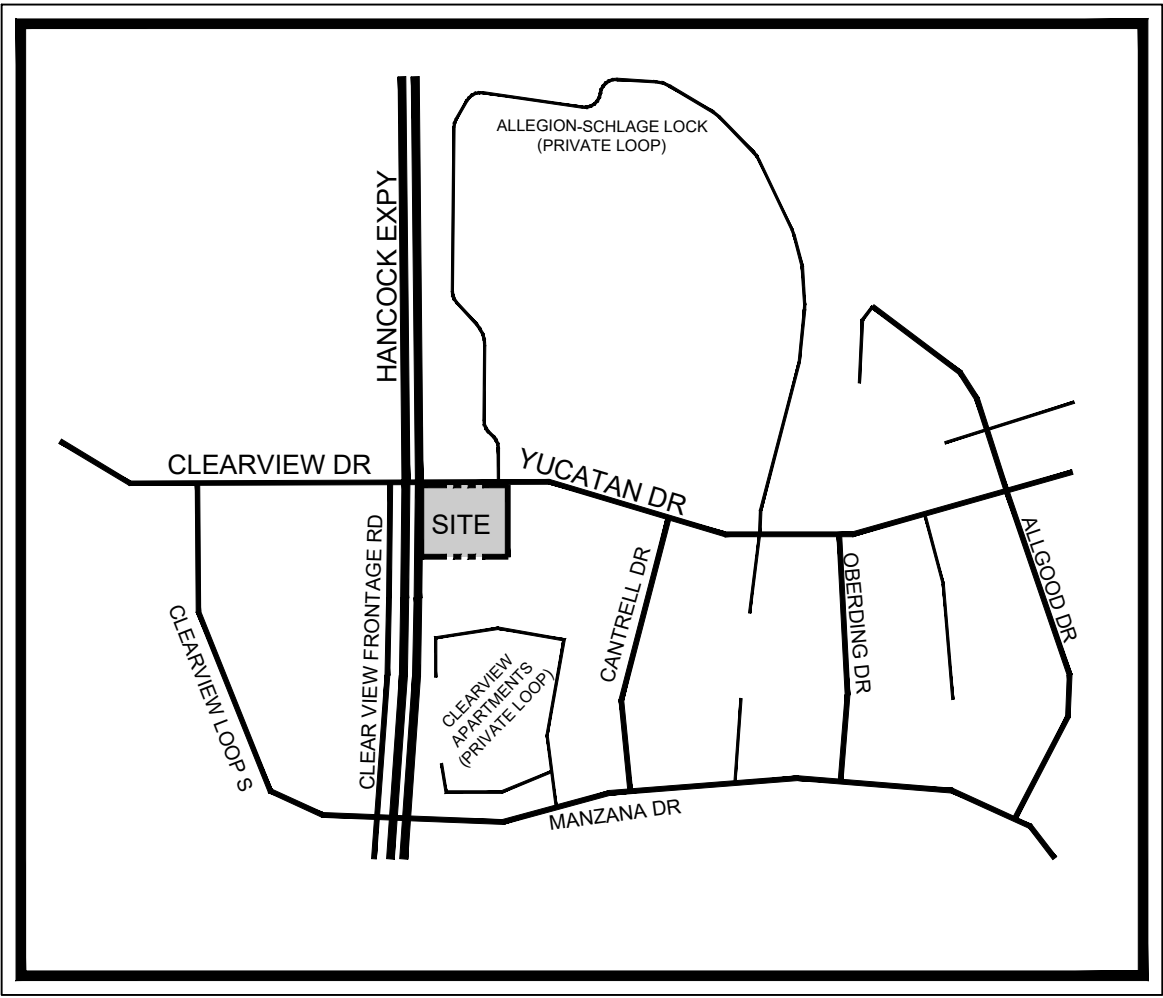 ALLEGION-SCHLAGE LOCK
(PRIVATE LOOP)
HANCOCK EXPY
CLEARVIEW DR
YUCATAN DR
SITE
CLEAR VIEW FRONTAGE RD
CLEARVIEW LOOP S
CANTRELL DR
OBERDING DR
ALLGOOD DR
CLEARVIEW
APARTMENTS
(PRIVATE LOOP)
MANZANA DR